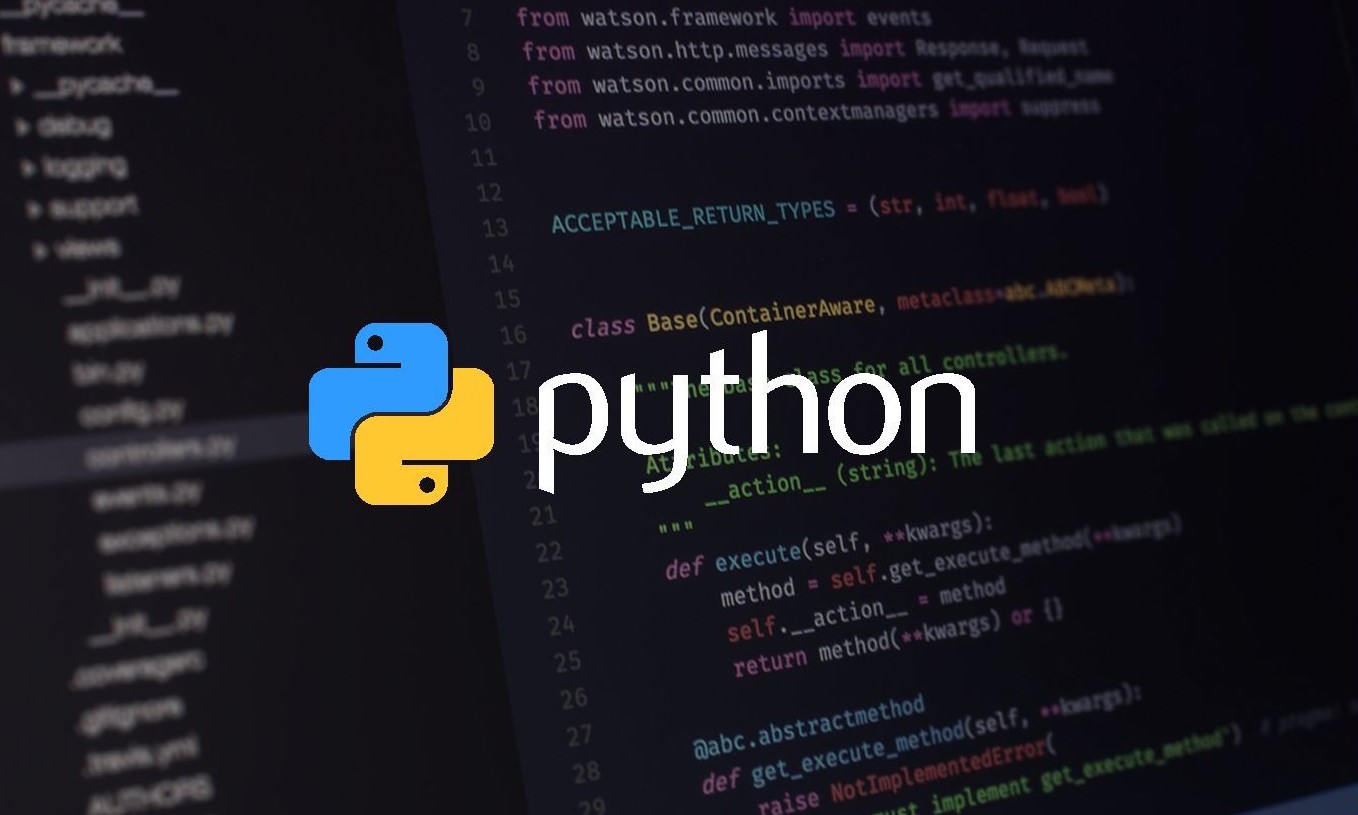 __pycache__
framework
__pycache__
debug
logging
support
views
__init__.py
applications.py
bin.py
config.py
controllers.py
events.py
exceptions.py
listeners.py
__init__.py
.coveragerc
.gitignore
.travis.yml
AUTHORS
7 from watson.framework import events
8 from watson.http.messages import Response, Request
9 from watson.common.imports import get_qualified_name
10 from watson.common.contextmanagers import suppress
11
12
13 ACCEPTABLE_RETURN_TYPES = (str, int, float, bool)
14
15
16 class Base(ContainerAware, metaclass=abc.ABCMeta):
17
18 """The base class for all controllers.
python
Attributes:
21 __action__ (string): The last action that was called on the
22 """
23 def execute(self, **kwargs):
24 method = self.get_execute_method(**kwargs)
25 self.__action__ = method
26 return method(**kwargs) or {}
27
28 @abc.abstractmethod
29 def get_execute_method(self, **kwargs):
raise NotImplementedError(
must implement get_execute_method')